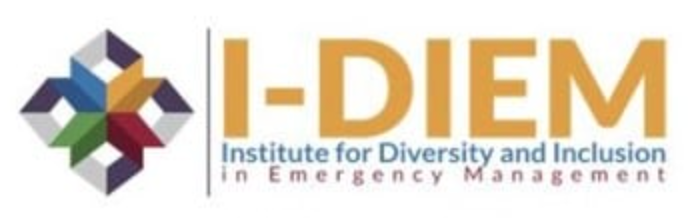 I-DIEM
Institute for Diversity and Inclusion
in Emergency Management